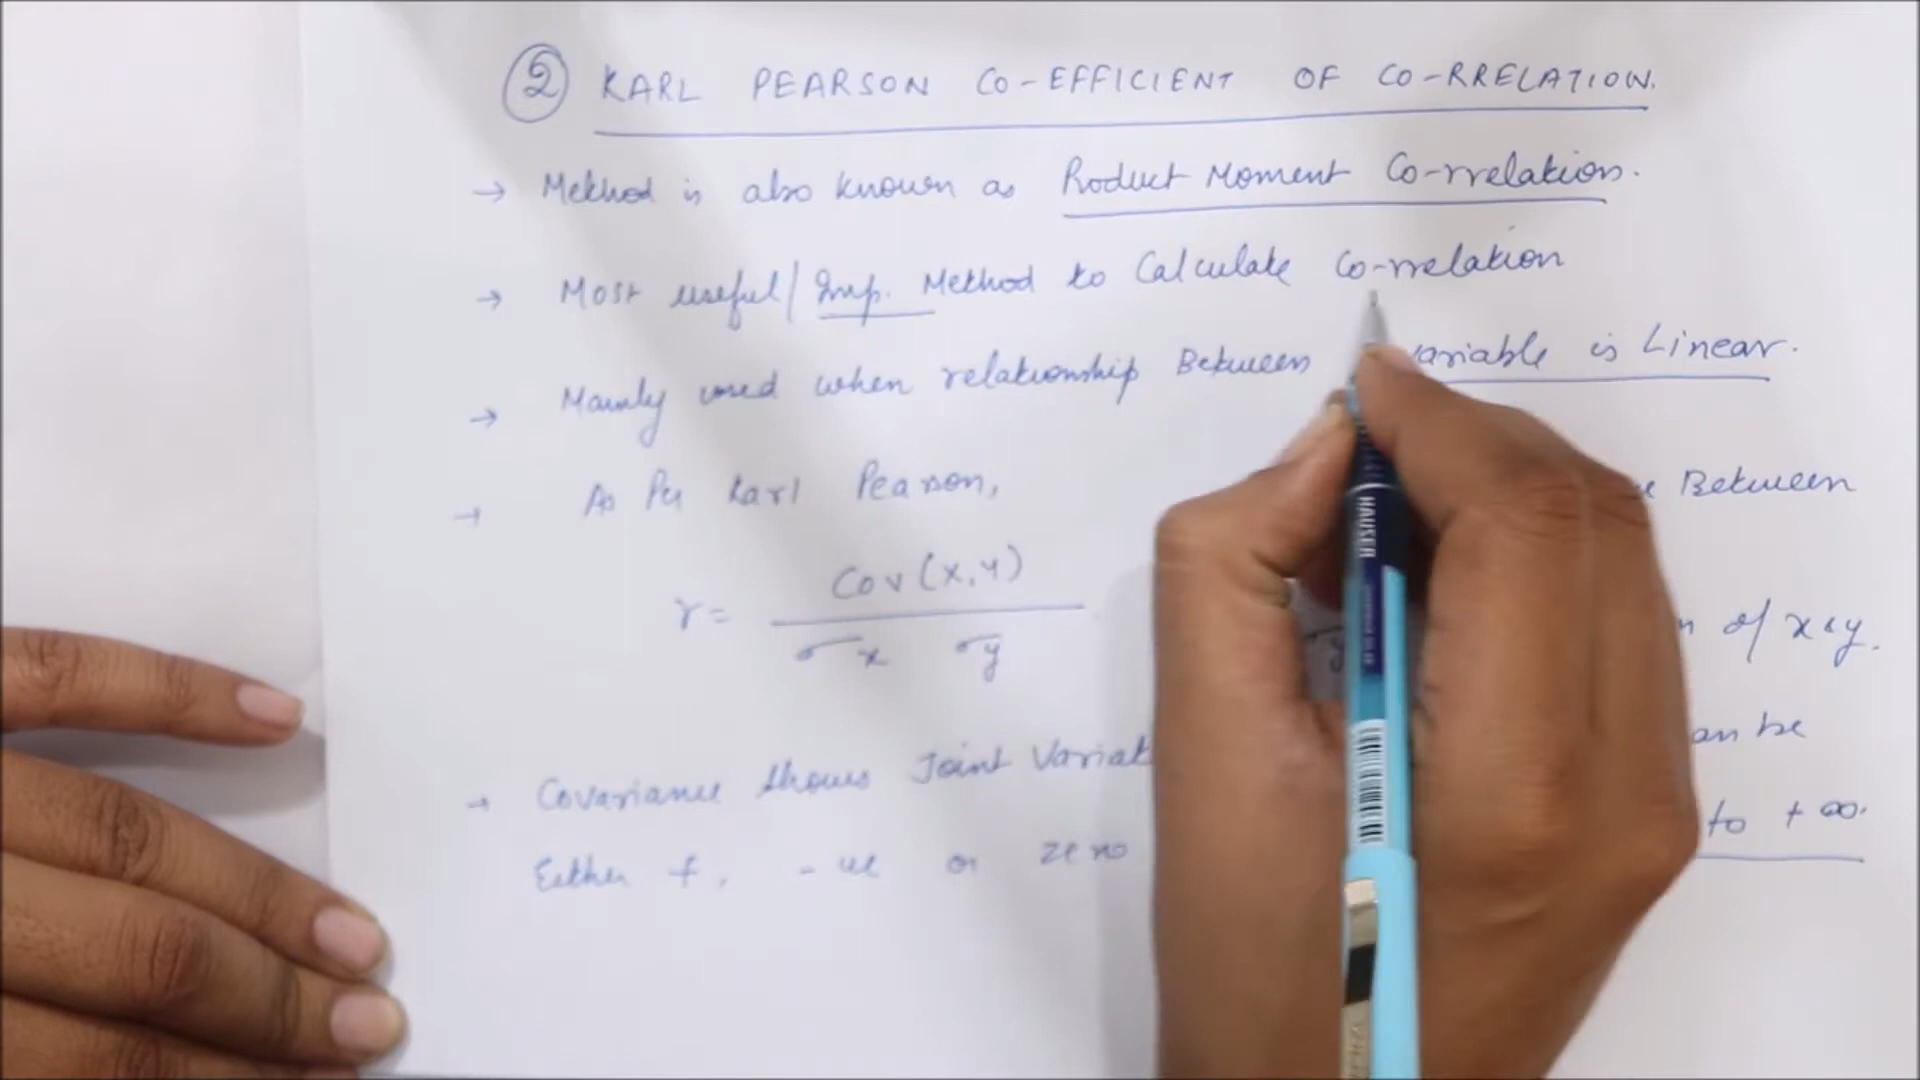 2 KARL PEARSON CO-EFFICIENT OF CO-RRELATION.
→ Method is also known as Product Moment Co-rrelation.
→ Most useful/Imp. Method to Calculate Co-rrelation
→ Mainly used when relationship Between variable is Linear.
→ As Per Karl Pearson, Between
r = Cov(x,y)
σx σy
of x & y.
→ Covariance shows Joint Variat an be
Either +, -ve or zero to + ∞.
HAUSER